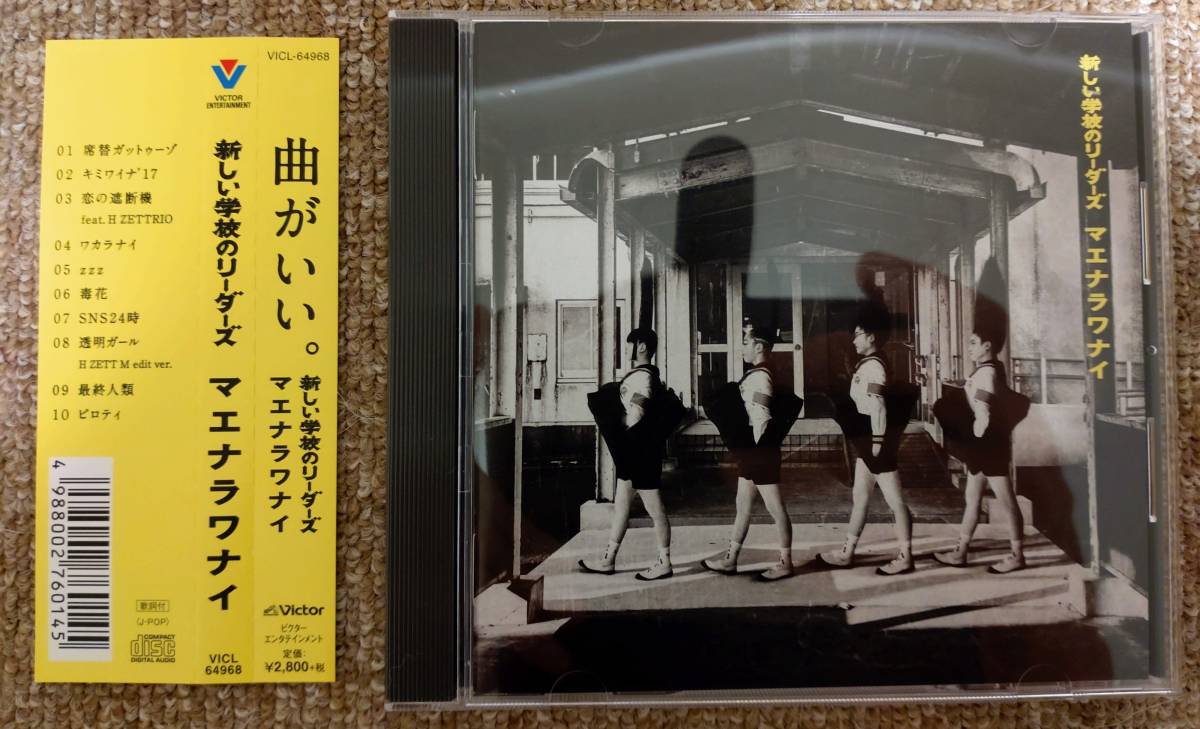 VICTOR
ENTERTAINMENT
新しい学校のリーダーズ マエナラワナイ
01 席替ガットゥーゾ
02 キミワイナ'17
03 恋の遮断機
feat. H ZETTRIO
04 ワカラナイ
05 zzz
06 毒花
07 SNS24時
08 透明ガール
H ZETT M edit ver.
09 最終人類
10 ピロティ
4 988002 760145
歌詞付
(J-POP)
COMPACT
disc
DIGITAL AUDIO
VICL
64968
VICL-64968
曲がいい。
新しい学校のリーダーズ
マエナラワナイ
Victor
ビクター
エンタテインメント
定価:
¥2,800+税
新しい学校のリーダーズ マエナラワナイ